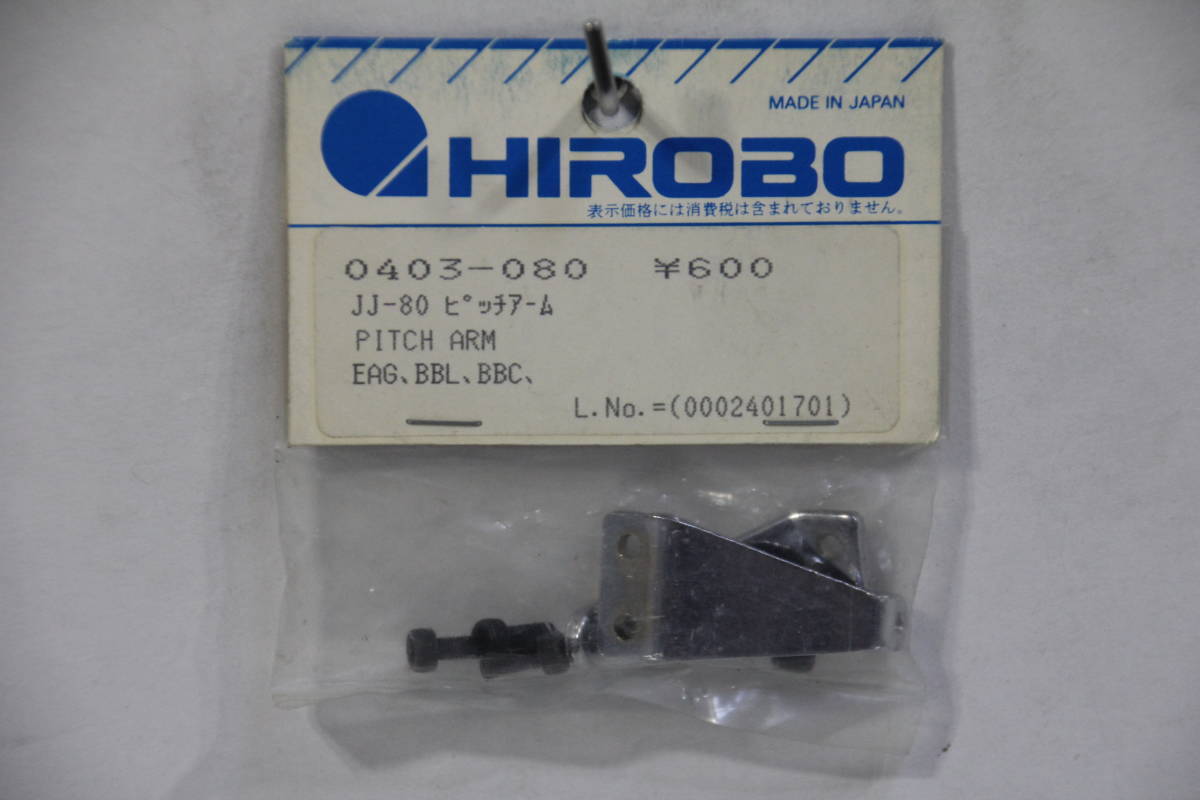 MADE IN JAPAN
HIROBO
表示価格には消費税は含まれておりません。
0403-080 ¥600
JJ-80 ピッチアーム
PITCH ARM
EAG、BBL、BBC、
L.No.=(0002401701)